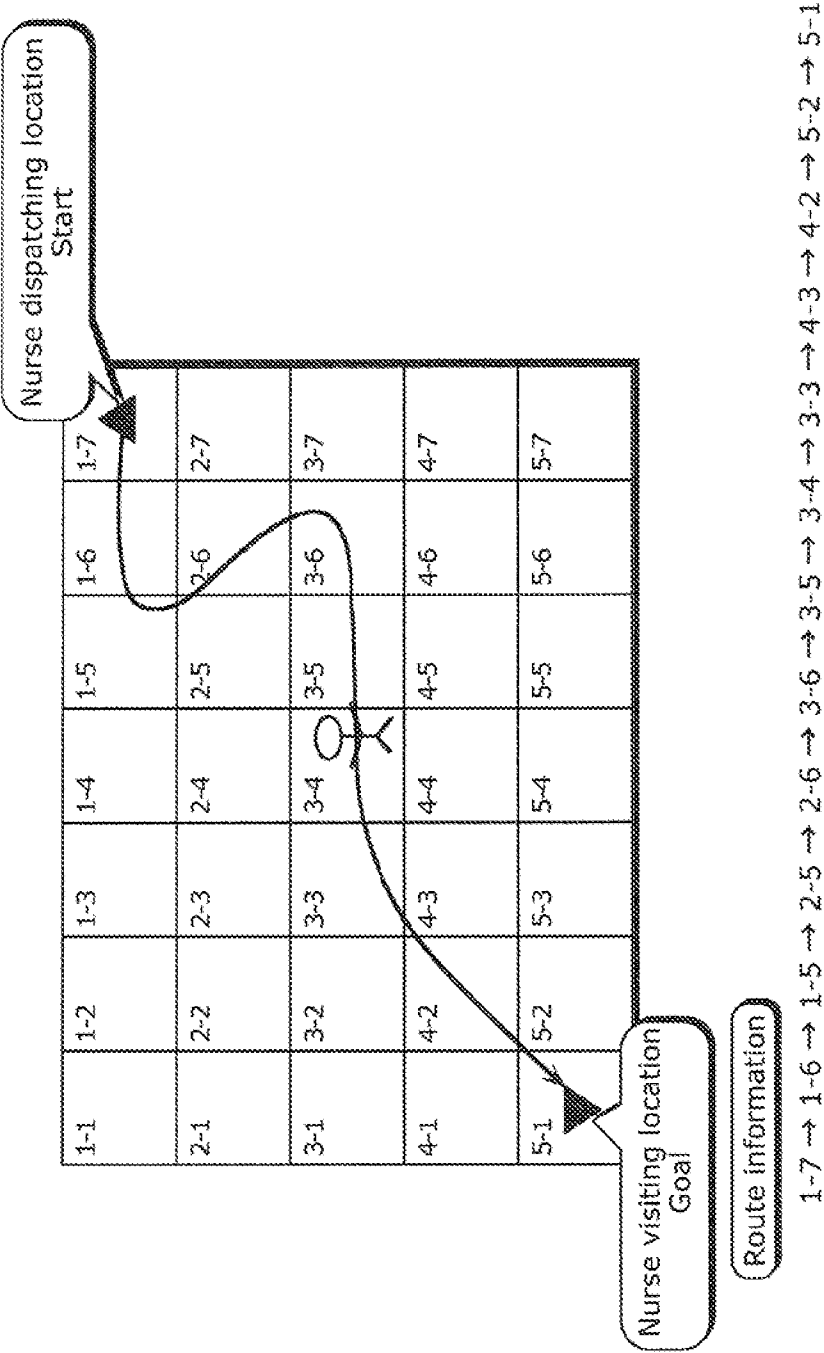 Nurse dispatching location
Start
1-1 1-2 1-3 1-4 1-5 1-6 1-7
2-1 2-2 2-3 2-4 2-5 2-6 2-7
3-1 3-2 3-3 3-4 3-5 3-6 3-7
4-1 4-2 4-3 4-4 4-5 4-6 4-7
5-1 5-2 5-3 5-4 5-5 5-6 5-7
Nurse visiting location
Goal
Route information
1-7 → 1-6 → 1-5 → 2-5 → 2-6 → 3-6 → 3-5 → 3-4 → 3-3 → 4-3 → 4-2 → 5-2 → 5-1